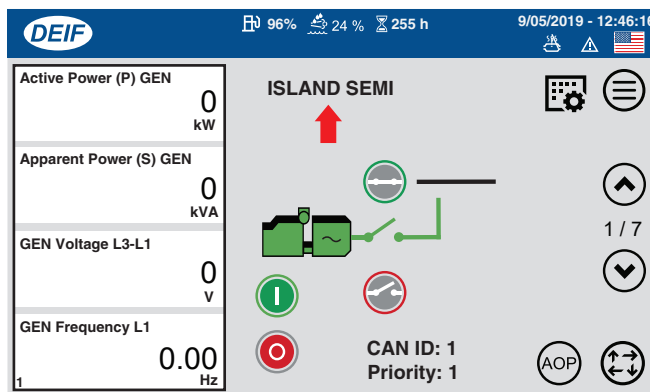 DEIF
96% 24 % 255 h
9/05/2019 - 12:46:16
Active Power (P) GEN
0
kW
Apparent Power (S) GEN
0
kVA
GEN Voltage L3-L1
0
V
GEN Frequency L1
0.00
Hz
1
ISLAND SEMI
CAN ID: 1
Priority: 1
1 / 7
AOP